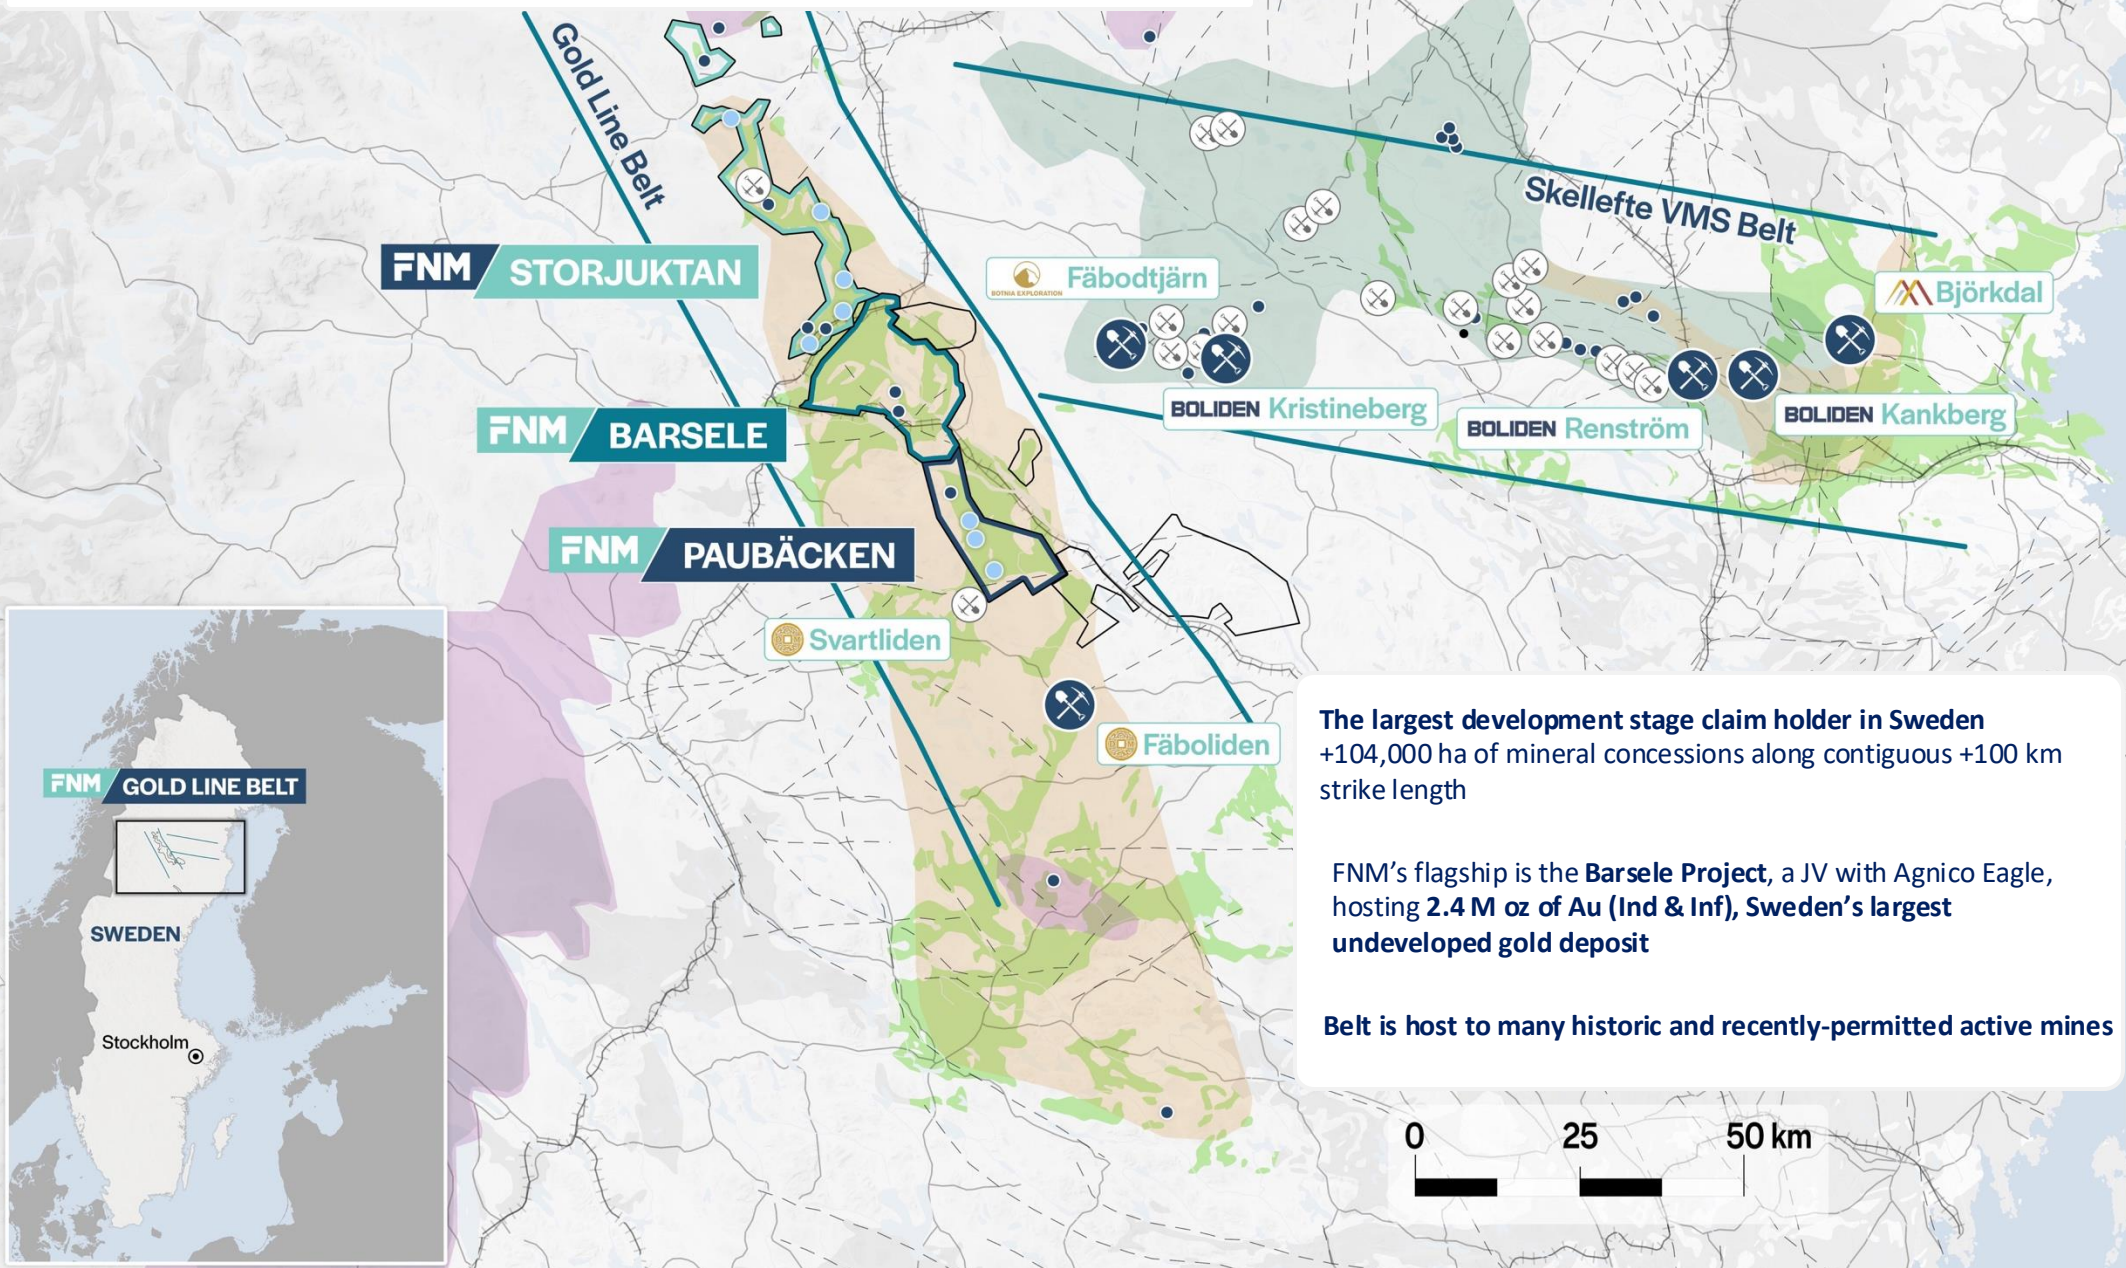 Gold Line Belt
Skellefte VMS Belt
FNM STORJUKTAN
BOTNIA EXPLORATION
Fäbodtjärn
Björkdal
FNM BARSELE
BOLIDEN Kristineberg
BOLIDEN Renström
BOLIDEN Kankberg
FNM PAUBÄCKEN
Svartliden
Fäboliden
FNM GOLD LINE BELT
SWEDEN
Stockholm
The largest development stage claim holder in Sweden
+104,000 ha of mineral concessions along contiguous +100 km
strike length
FNM’s flagship is the Barsele Project, a JV with Agnico Eagle,
hosting 2.4 M oz of Au (Ind & Inf), Sweden’s largest
undeveloped gold deposit
Belt is host to many historic and recently-permitted active mines
0 25 50 km